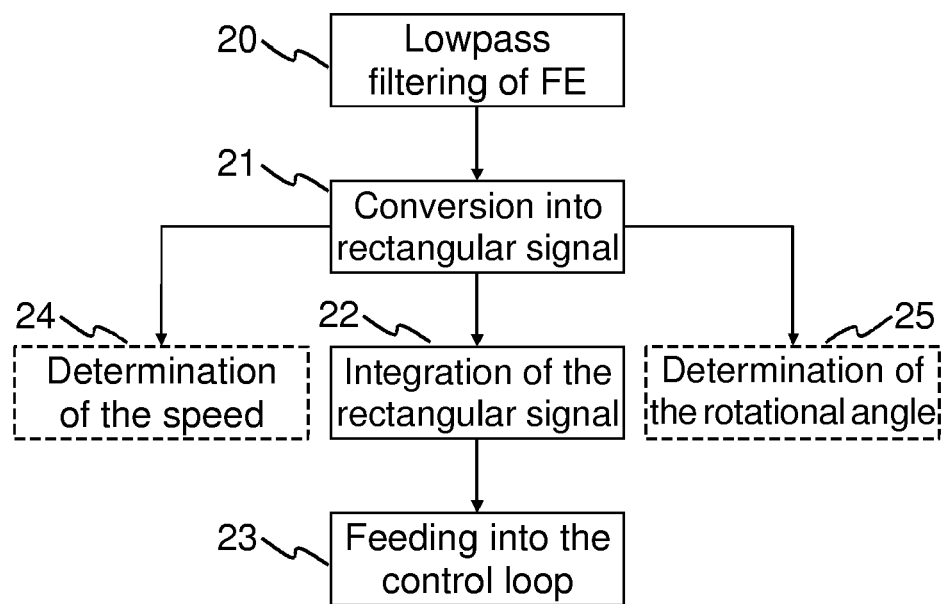 20
Lowpass
filtering of FE
21
Conversion into
rectangular signal
24
Determination
of the speed
22
Integration of the
rectangular signal
25
Determination of
the rotational angle
23
Feeding into the
control loop